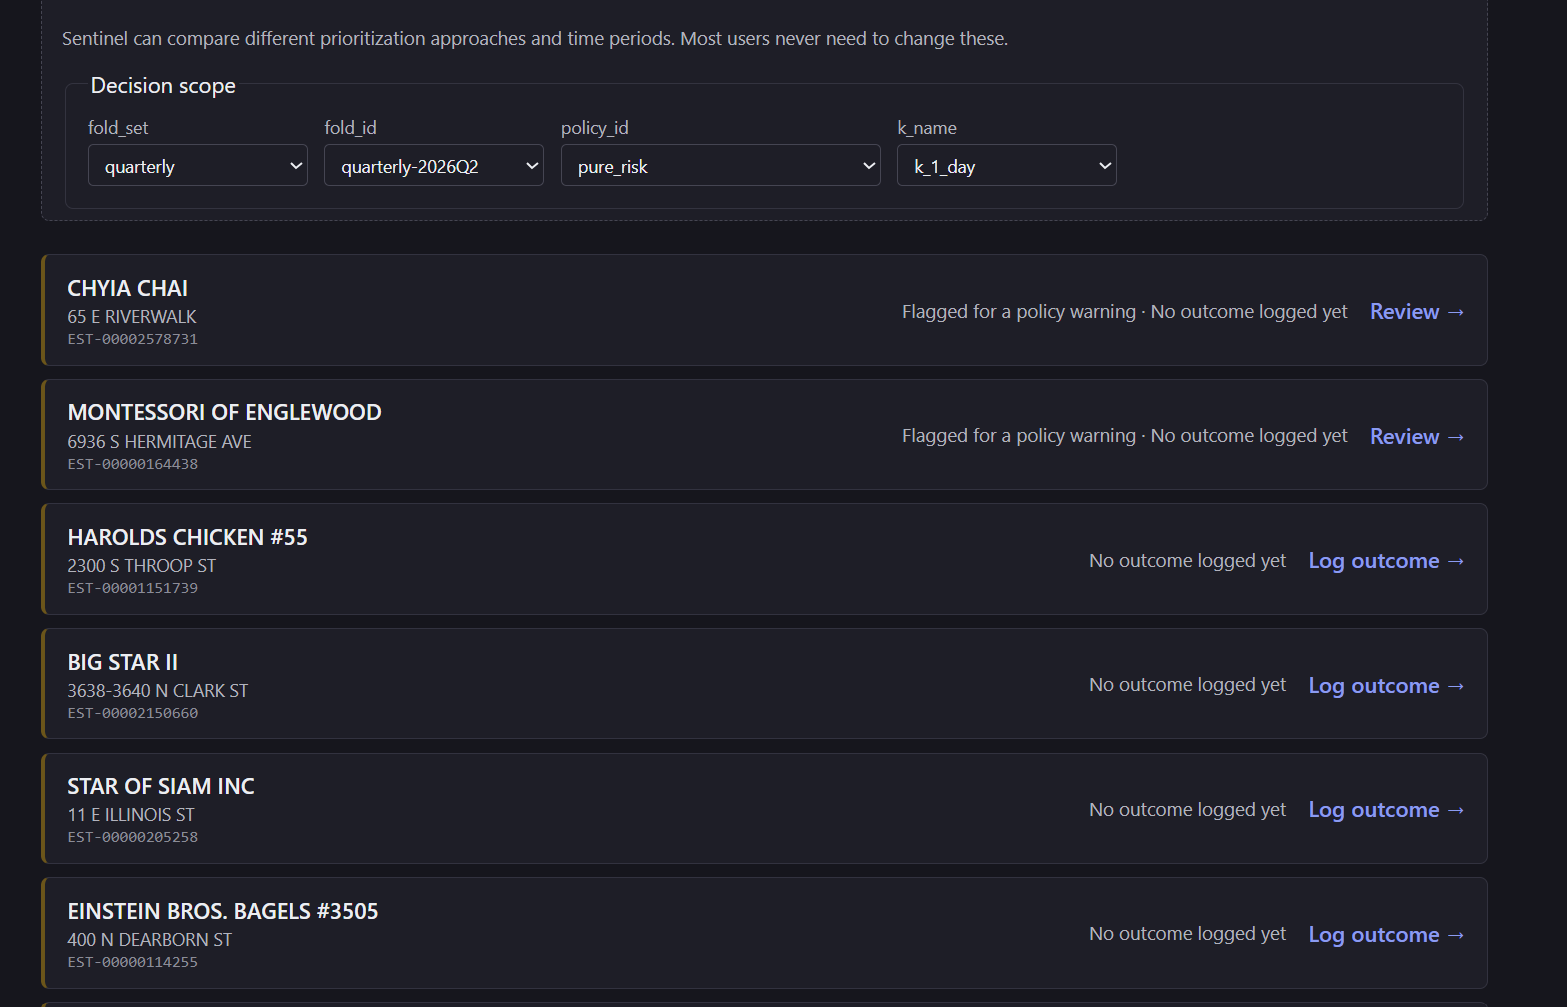 Sentinel can compare different prioritization approaches and time periods. Most users never need to change these.
Decision scope
fold_set fold_id policy_id k_name
quarterly quarterly-2026Q2 pure_risk k_1_day
CHYIA CHAI
65 E RIVERWALK
EST-00002578731
Flagged for a policy warning · No outcome logged yet Review →
MONTESSORI OF ENGLEWOOD
6936 S HERMITAGE AVE
EST-00000164438
Flagged for a policy warning · No outcome logged yet Review →
HAROLDS CHICKEN #55
2300 S THROOP ST
EST-00001151739
No outcome logged yet Log outcome →
BIG STAR II
3638-3640 N CLARK ST
EST-00002150660
No outcome logged yet Log outcome →
STAR OF SIAM INC
11 E ILLINOIS ST
EST-00000205258
No outcome logged yet Log outcome →
EINSTEIN BROS. BAGELS #3505
400 N DEARBORN ST
EST-00000114255
No outcome logged yet Log outcome →